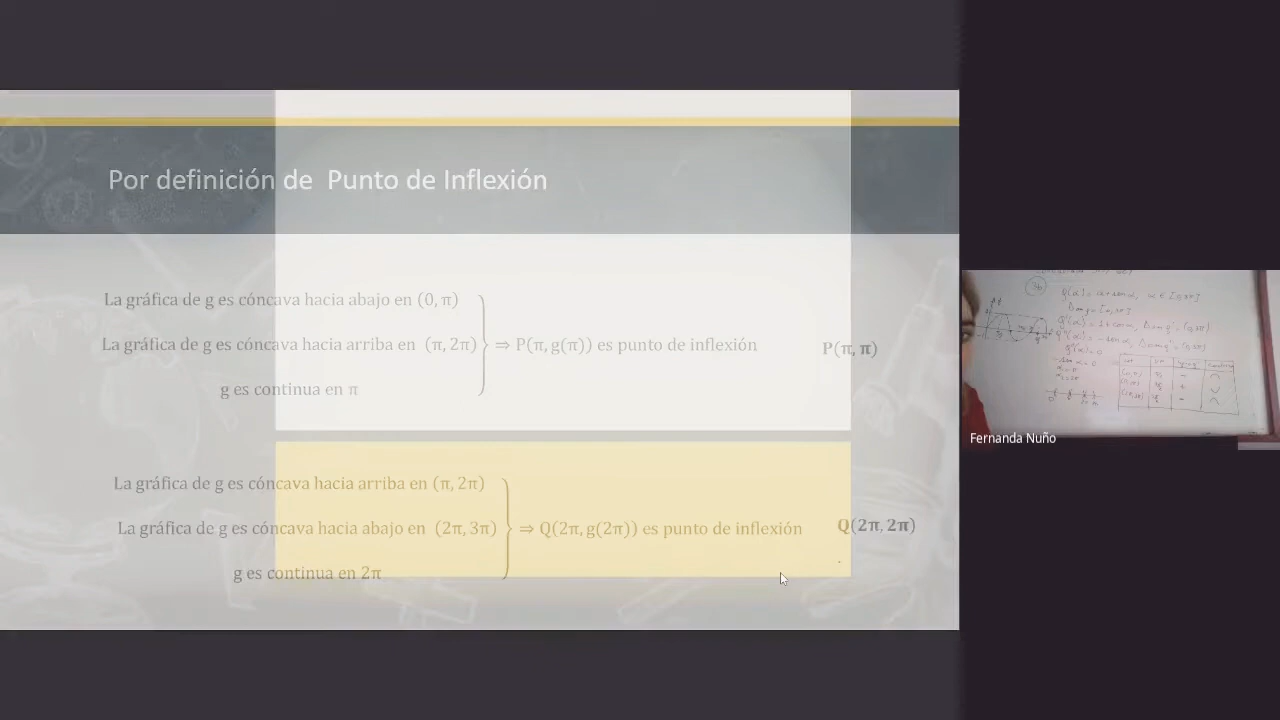 Por definición de Punto de Inflexión
La gráfica de g es cóncava hacia abajo en (0, π)
La gráfica de g es cóncava hacia arriba en (π, 2π)
g es continua en π
⇒ P(π, g(π)) es punto de inflexión
P(π, π)
La gráfica de g es cóncava hacia arriba en (π, 2π)
La gráfica de g es cóncava hacia abajo en (2π, 3π)
g es continua en 2π
⇒ Q(2π, g(2π)) es punto de inflexión
Q(2π, 2π)
.
Fernanda Nuño